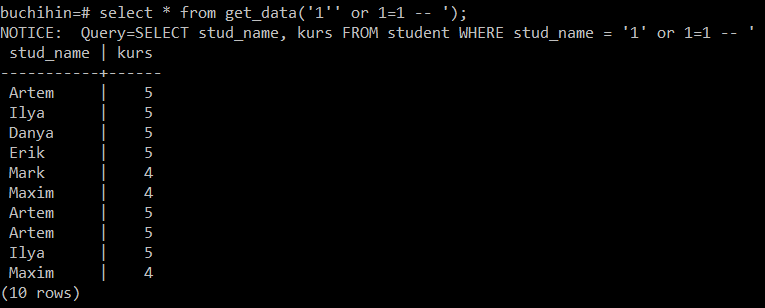 buchihin=# select * from get_data('1'' or 1=1 -- ');
NOTICE:  Query=SELECT stud_name, kurs FROM student WHERE stud_name = '1' or 1=1 -- '
 stud_name | kurs
-----------+------
 Artem     |    5
 Ilya      |    5
 Danya     |    5
 Erik      |    5
 Mark      |    4
 Maxim     |    4
 Artem     |    5
 Artem     |    5
 Ilya      |    5
 Maxim     |    4
(10 rows)